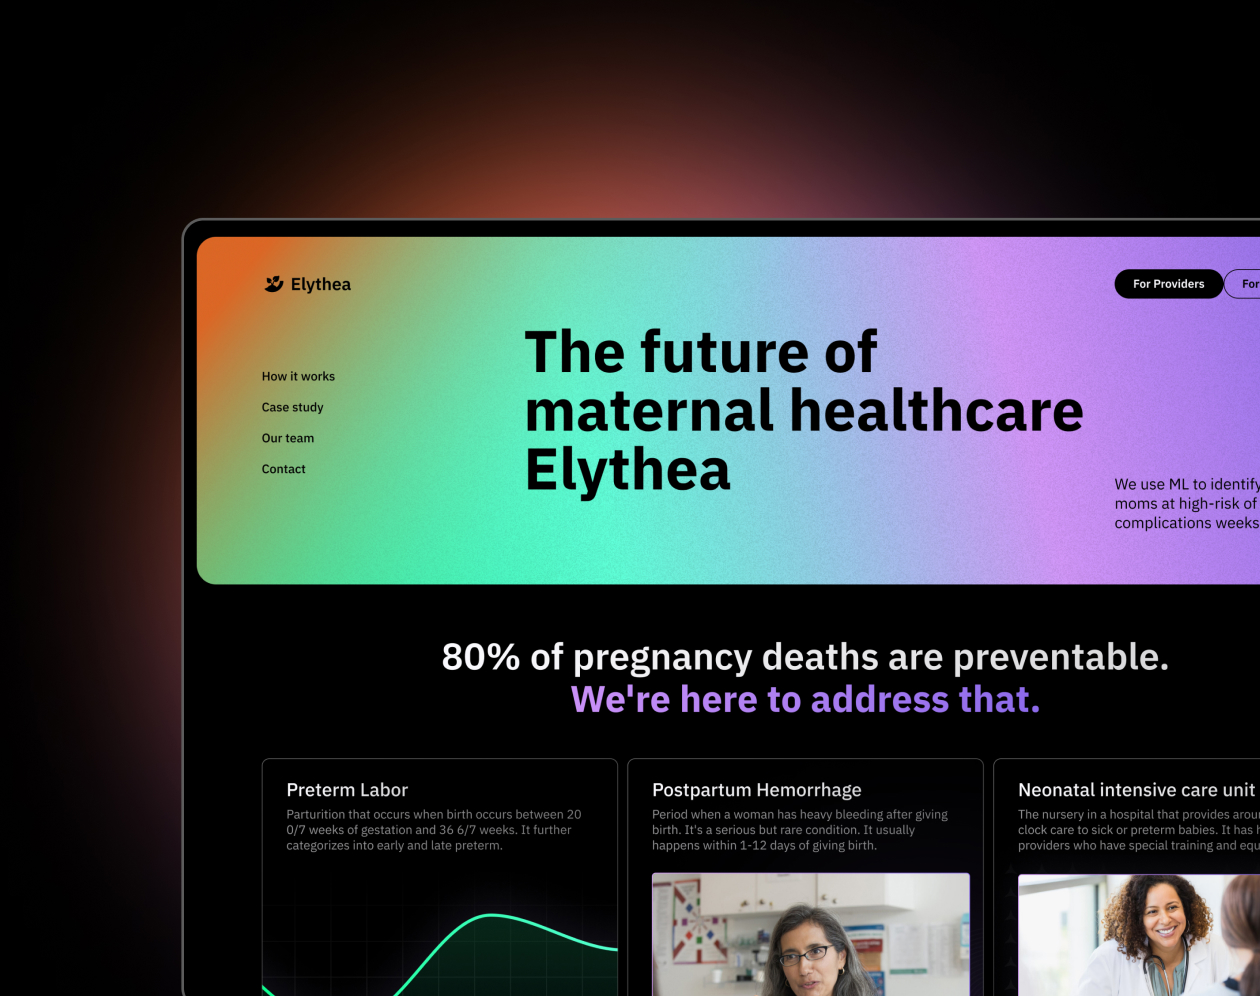 Elythea
For Providers
For
How it works
Case study
Our team
Contact
The future of
maternal healthcare
Elythea
We use ML to identify
moms at high-risk of
complications weeks
80% of pregnancy deaths are preventable.
We're here to address that.
Preterm Labor
Parturition that occurs when birth occurs between 20
0/7 weeks of gestation and 36 6/7 weeks. It further
categorizes into early and late preterm.
Postpartum Hemorrhage
Period when a woman has heavy bleeding after giving
birth. It's a serious but rare condition. It usually
happens within 1-12 days of giving birth.
Neonatal intensive care unit
The nursery in a hospital that provides
clock care to sick or preterm babies. It has
providers who have special training and